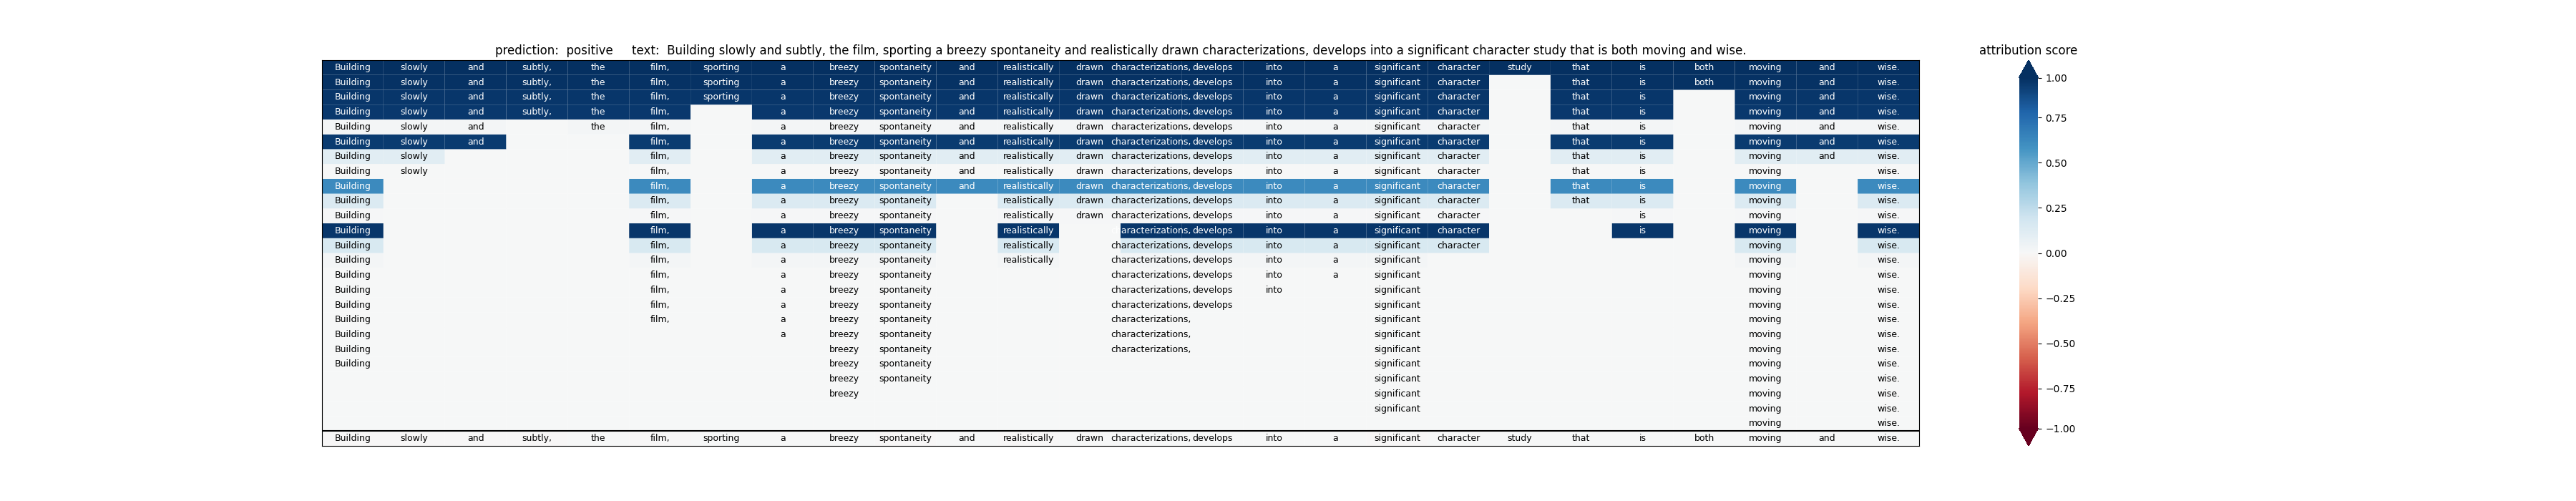 prediction: positive text: Building slowly and subtly, the film, sporting a breezy spontaneity and realistically drawn characterizations, develops into a significant character study that is both moving and wise. attribution score
Building slowly and subtly, the film, sporting a breezy spontaneity and realistically drawn characterizations, develops into a significant character study that is both moving and wise.
Building slowly and subtly, the film, sporting a breezy spontaneity and realistically drawn characterizations, develops into a significant character that is both moving and wise.
Building slowly and subtly, the film, sporting a breezy spontaneity and realistically drawn characterizations, develops into a significant character that is moving and wise.
Building slowly and subtly, the film, a breezy spontaneity and realistically drawn characterizations, develops into a significant character that is moving and wise.
Building slowly and the film, a breezy spontaneity and realistically drawn characterizations, develops into a significant character that is moving and wise.
Building slowly and film, a breezy spontaneity and realistically drawn characterizations, develops into a significant character that is moving and wise.
Building slowly film, a breezy spontaneity and realistically drawn characterizations, develops into a significant character that is moving and wise.
Building slowly film, a breezy spontaneity and realistically drawn characterizations, develops into a significant character that is moving wise.
Building film, a breezy spontaneity and realistically drawn characterizations, develops into a significant character that is moving wise.
Building film, a breezy spontaneity realistically drawn characterizations, develops into a significant character that is moving wise.
Building film, a breezy spontaneity realistically drawn characterizations, develops into a significant character is moving wise.
Building film, a breezy spontaneity realistically aracterizations, develops into a significant character is moving wise.
Building film, a breezy spontaneity realistically characterizations, develops into a significant character moving wise.
Building film, a breezy spontaneity realistically characterizations, develops into a significant moving wise.
Building film, a breezy spontaneity characterizations, develops into a significant moving wise.
Building film, a breezy spontaneity characterizations, develops into significant moving wise.
Building film, a breezy spontaneity characterizations, develops significant moving wise.
Building film, a breezy spontaneity characterizations, significant moving wise.
Building a breezy spontaneity characterizations, significant moving wise.
Building breezy spontaneity characterizations, significant moving wise.
Building breezy spontaneity significant moving wise.
breezy spontaneity significant moving wise.
breezy significant moving wise.
significant moving wise.
moving wise.
Building slowly and subtly, the film, sporting a breezy spontaneity and realistically drawn characterizations, develops into a significant character study that is both moving and wise.
1.00
0.75
0.50
0.25
0.00
−0.25
−0.50
−0.75
−1.00